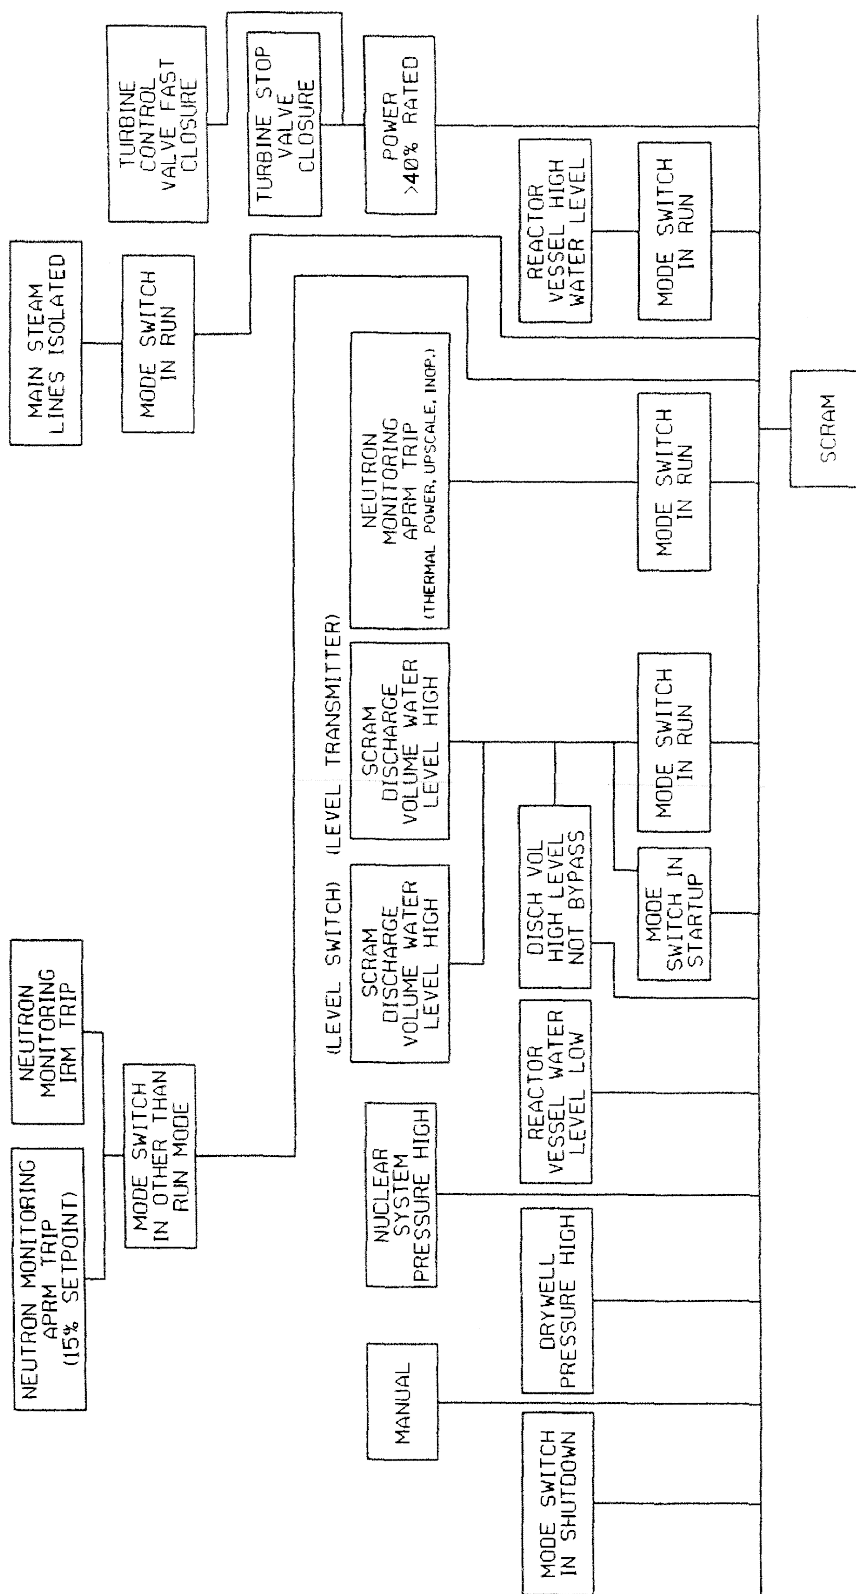 NEUTRON MONITORING
APRM TRIP
(15% SETPOINT)
NEUTRON
MONITORING
IRM TRIP
MODE SWITCH
IN OTHER THAN
RUN MODE
MAIN STEAM
LINES ISOLATED
MODE SWITCH
IN RUN
TURBINE
CONTROL
VALVE FAST
CLOSURE
TURBINE STOP
VALVE
CLOSURE
POWER
>40% RATED
MANUAL
NUCLEAR
SYSTEM
PRESSURE HIGH
(LEVEL SWITCH)
SCRAM
DISCHARGE
VOLUME WATER
LEVEL HIGH
(LEVEL TRANSMITTER)
SCRAM
DISCHARGE
VOLUME WATER
LEVEL HIGH
NEUTRON
MONITORING
APRM TRIP
(THERMAL POWER, UPSCALE, INOP.)
MODE SWITCH
IN SHUTDOWN
DRYWELL
PRESSURE HIGH
REACTOR
VESSEL WATER
LEVEL LOW
DISCH VOL
HIGH LEVEL
NOT BYPASS
REACTOR
VESSEL HIGH
WATER LEVEL
MODE
SWITCH IN
STARTUP
MODE SWITCH
IN RUN
MODE SWITCH
IN RUN
MODE SWITCH
IN RUN
SCRAM